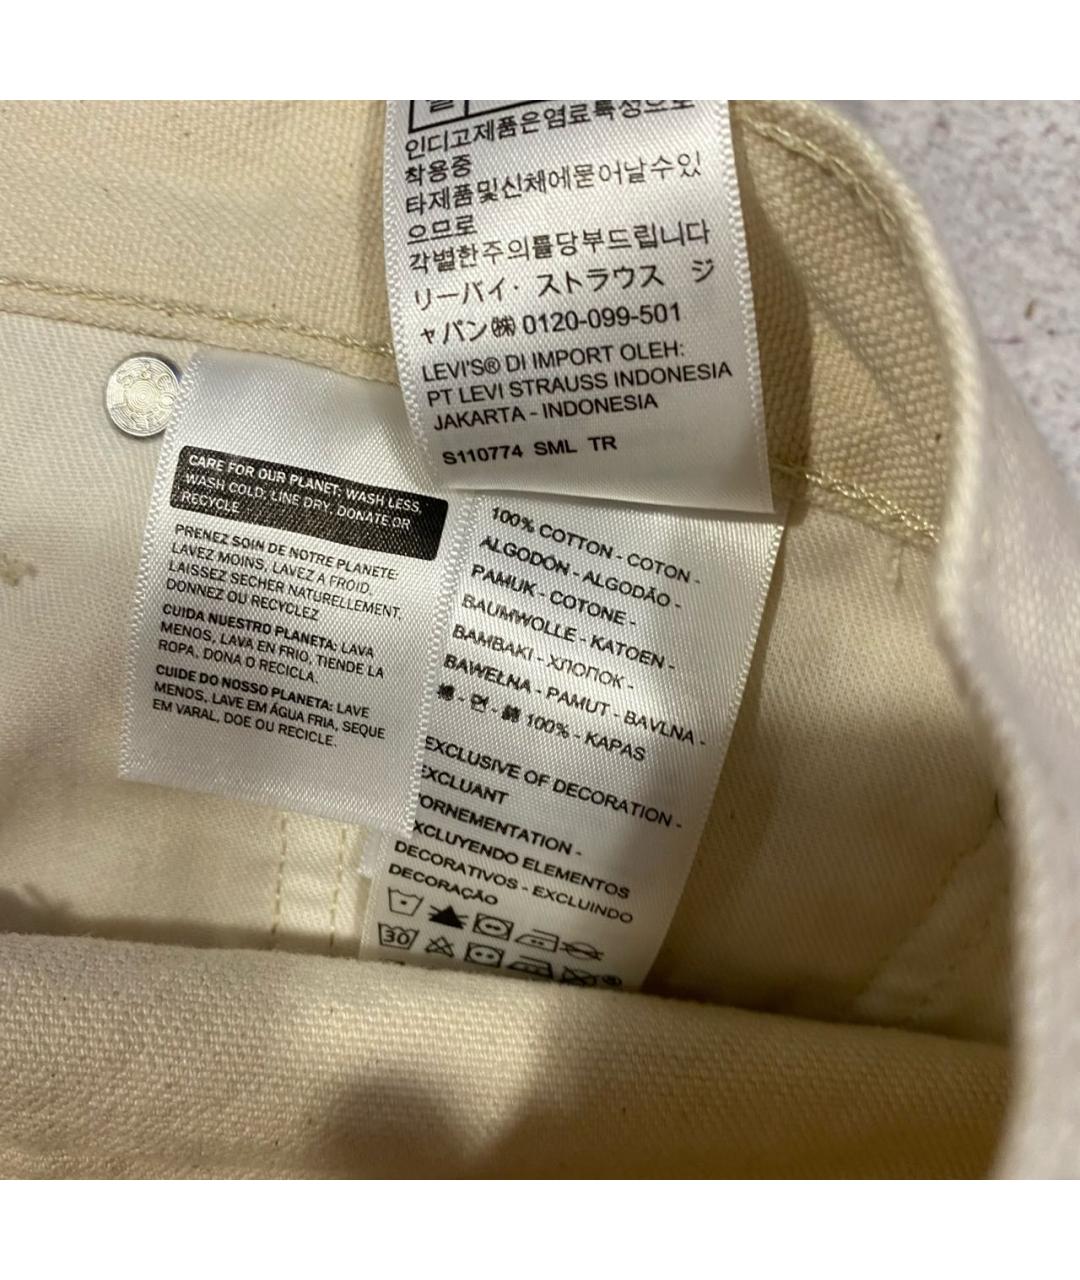 인디고제품은염료특성으로
착용중
타제품및신체에묻어날수있
으므로
각별한주의를당부드립니다
リーバイ・ストラウス ジ
ャパン㈱ 0120-099-501
LEVI'S® DI IMPORT OLEH:
PT LEVI STRAUSS INDONESIA
JAKARTA - INDONESIA
S110774 SML TR
CARE FOR OUR PLANET: WASH LESS,
WASH COLD, LINE DRY, DONATE OR
RECYCLE
PRENEZ SOIN DE NOTRE PLANETE:
LAVEZ MOINS, LAVEZ A FROID,
LAISSEZ SECHER NATURELLEMENT,
DONNEZ OU RECYCLEZ
CUIDA NUESTRO PLANETA: LAVA
MENOS, LAVA EN FRIO, TIENDE LA
ROPA, DONA O RECICLA.
CUIDE DO NOSSO PLANETA: LAVE
MENOS, LAVE EM ÁGUA FRIA, SEQUE
EM VARAL, DOE OU RECICLE.
100% COTTON - COTON -
ALGODÓN - ALGODÃO -
PAMUK - COTONE -
BAUMWOLLE - KATOEN -
BAMBAKI - ХЛОПОК -
BAWEŁNA - PAMUT - BAVLNA -
棉 - 면 - 綿 100% - KAPAS
EXCLUSIVE OF DECORATION -
EXCLUANT
'ORNEMENTATION -
XCLUYENDO ELEMENTOS
DECORATIVOS - EXCLUINDO
DECORAÇÃO
30